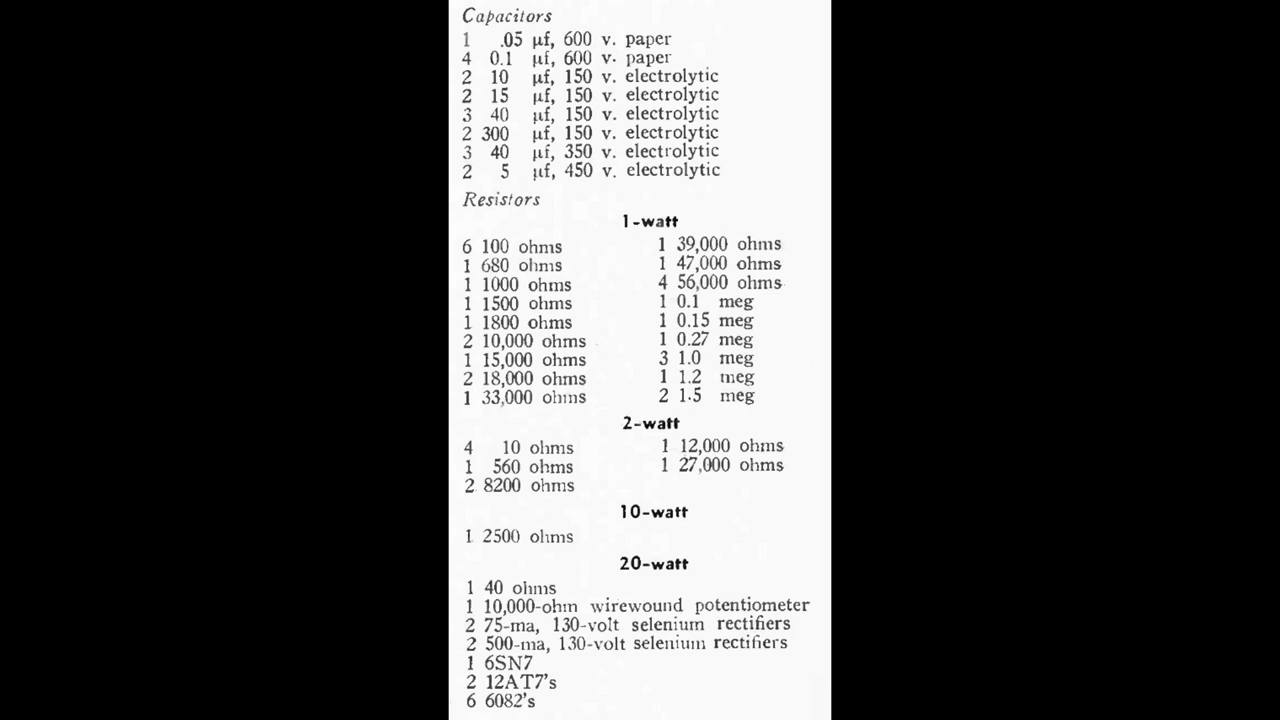 Capacitors
1 .05 μf, 600 v. paper
4 0.1 μf, 600 v. paper
2 10 μf, 150 v. electrolytic
2 15 μf, 150 v. electrolytic
3 40 μf, 150 v. electrolytic
2 300 μf, 150 v. electrolytic
3 40 μf, 350 v. electrolytic
2 5 μf, 450 v. electrolytic
Resistors
1-watt
6 100 ohms
1 680 ohms
1 1000 ohms
1 1500 ohms
1 1800 ohms
2 10,000 ohms
1 15,000 ohms
2 18,000 ohms
1 33,000 ohms
1 39,000 ohms
1 47,000 ohms
4 56,000 ohms
1 0.1 meg
1 0.15 meg
1 0.27 meg
3 1.0 meg
1 1.2 meg
2 1.5 meg
2-watt
4 10 ohms
1 560 ohms
2 8200 ohms
1 12,000 ohms
1 27,000 ohms
10-watt
1 2500 ohms
20-watt
1 40 ohms
1 10,000-ohm wirewound potentiometer
2 75-ma, 130-volt selenium rectifiers
2 500-ma, 130-volt selenium rectifiers
1 6SN7
2 12AT7's
6 6082's